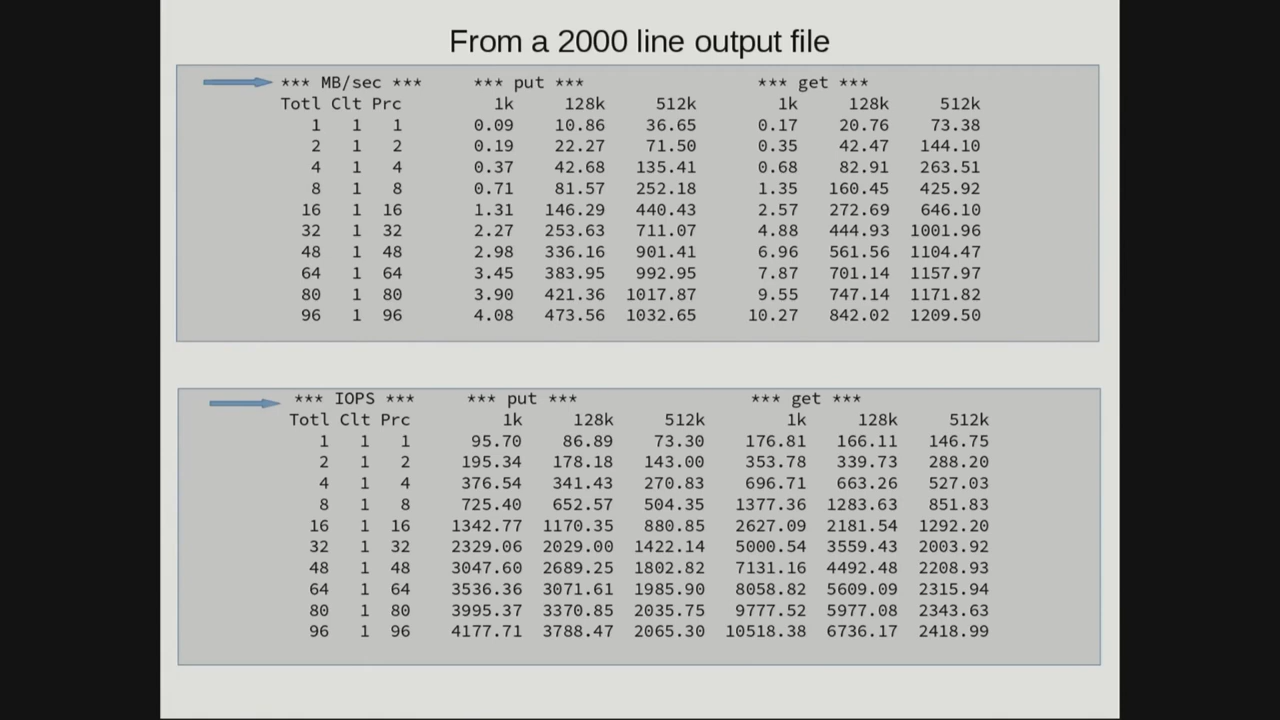 From a 2000 line output file
*** MB/sec *** *** put *** *** get ***
Totl Clt Prc 1k 128k 512k 1k 128k 512k
1 1 1 0.09 10.86 36.65 0.17 20.76 73.38
2 1 2 0.19 22.27 71.50 0.35 42.47 144.10
4 1 4 0.37 42.68 135.41 0.68 82.91 263.51
8 1 8 0.71 81.57 252.18 1.35 160.45 425.92
16 1 16 1.31 146.29 440.43 2.57 272.69 646.10
32 1 32 2.27 253.63 711.07 4.88 444.93 1001.96
48 1 48 2.98 336.16 901.41 6.96 561.56 1104.47
64 1 64 3.45 383.95 992.95 7.87 701.14 1157.97
80 1 80 3.90 421.36 1017.87 9.55 747.14 1171.82
96 1 96 4.08 473.56 1032.65 10.27 842.02 1209.50
*** IOPS *** *** put *** *** get ***
Totl Clt Prc 1k 128k 512k 1k 128k 512k
1 1 1 95.70 86.89 73.30 176.81 166.11 146.75
2 1 2 195.34 178.18 143.00 353.78 339.73 288.20
4 1 4 376.54 341.43 270.83 696.71 663.26 527.03
8 1 8 725.40 652.57 504.35 1377.36 1283.63 851.83
16 1 16 1342.77 1170.35 880.85 2627.09 2181.54 1292.20
32 1 32 2329.06 2029.00 1422.14 5000.54 3559.43 2003.92
48 1 48 3047.60 2689.25 1802.82 7131.16 4492.48 2208.93
64 1 64 3536.36 3071.61 1985.90 8058.82 5609.09 2315.94
80 1 80 3995.37 3370.85 2035.75 9777.52 5977.08 2343.63
96 1 96 4177.71 3788.47 2065.30 10518.38 6736.17 2418.99